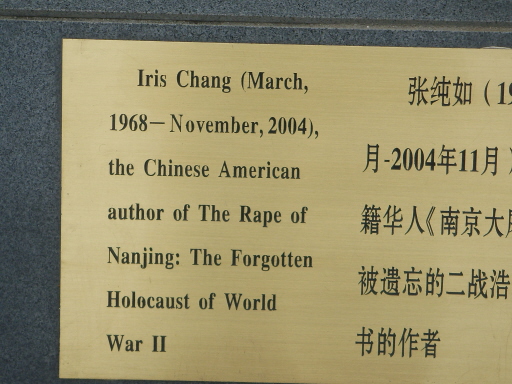 Iris Chang (March,
1968—November, 2004),
the Chinese American
author of The Rape of
Nanjing: The Forgotten
Holocaust of World
War II
张纯如（19
月-2004年11月）
籍华人《南京大
被遗忘的二战浩
书的作者